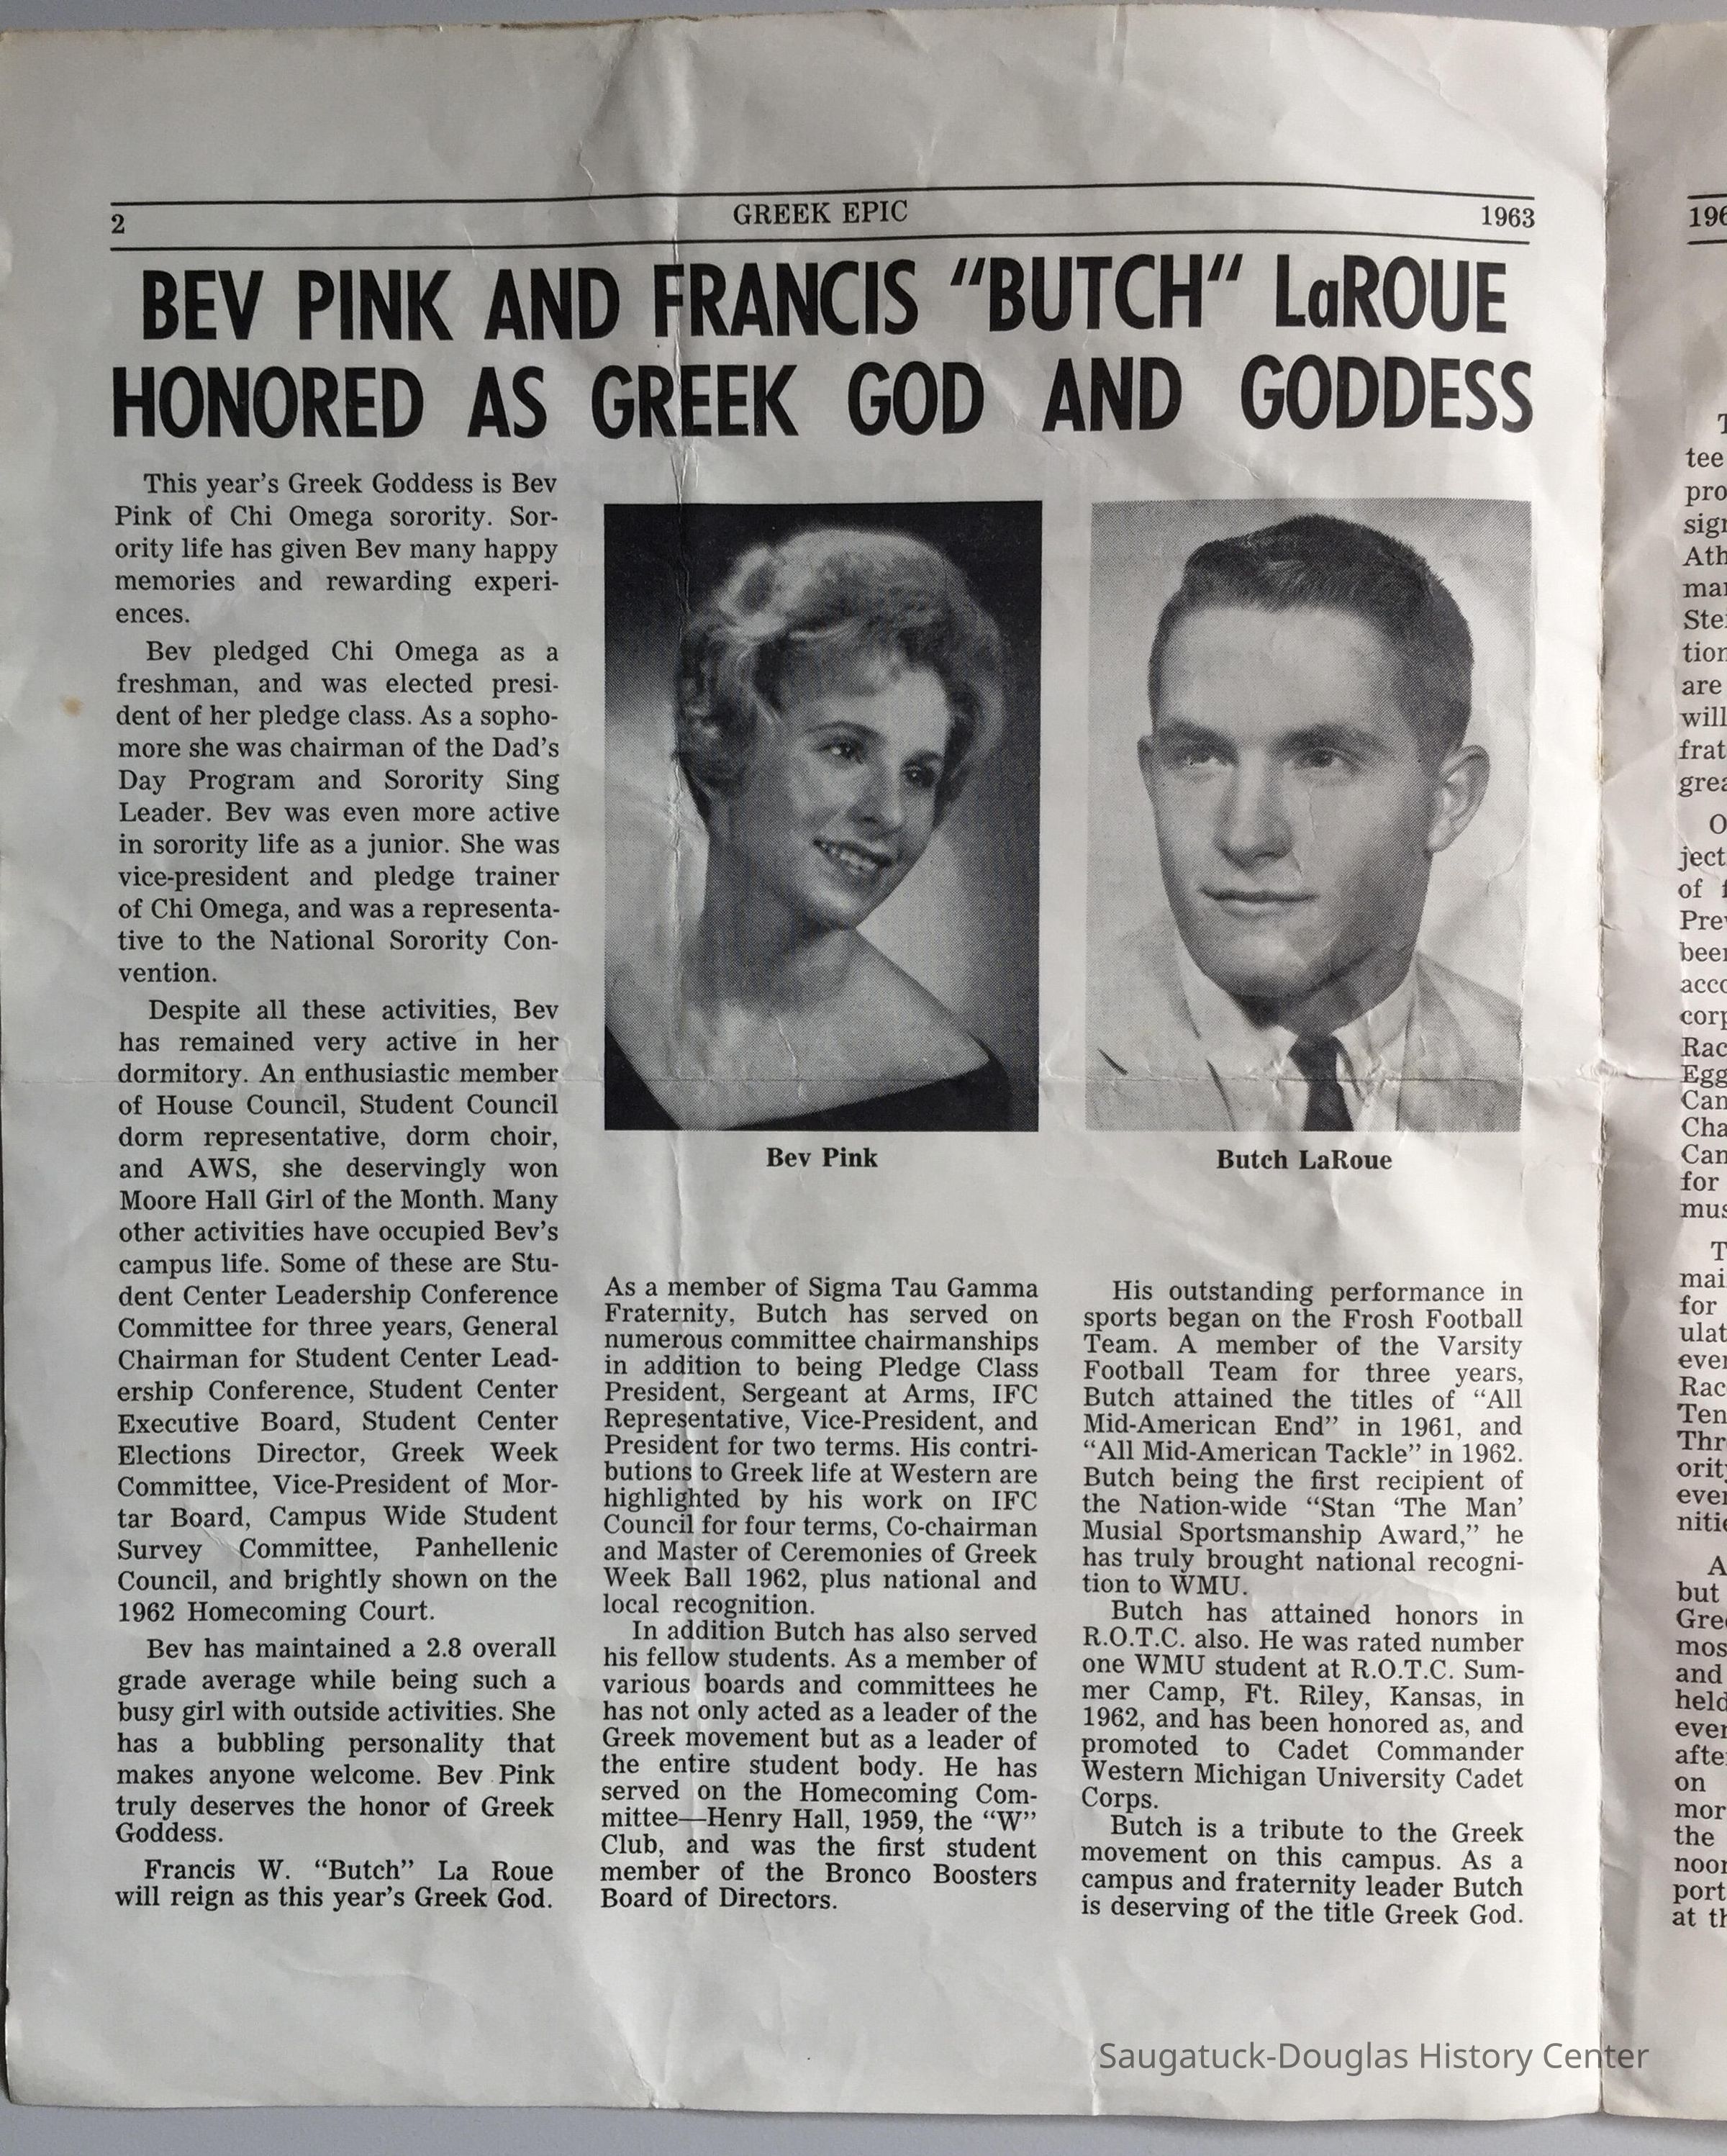 2
GREEK EPIC
1963
BEV PINK AND FRANCIS “BUTCH“ LaROUE
HONORED AS GREEK GOD AND GODDESS
This year's Greek Goddess is Bev
Pink of Chi Omega sorority. Sor-
ority life has given Bev many happy
memories and rewarding experi-
ences.
Bev pledged Chi Omega as a
freshman, and was elected presi-
dent of her pledge class. As a sopho-
more she was chairman of the Dad's
Day Program and Sorority Sing
Leader. Bev was even more active
in sorority life as a junior. She was
vice-president and pledge trainer
of Chi Omega, and was a representa-
tive to the National Sorority Con-
vention.
Despite all these activities, Bev
has remained very active in her
dormitory. An enthusiastic member
of House Council, Student Council
dorm representative, dorm choir,
and AWS, she deservingly won
Moore Hall Girl of the Month. Many
other activities have occupied Bev's
campus life. Some of these are Stu-
dent Center Leadership Conference
Committee for three years, General
Chairman for Student Center Lead-
ership Conference, Student Center
Executive Board, Student Center
Elections Director, Greek Week
Committee, Vice-President of Mor-
tar Board, Campus Wide Student
Survey Committee, Panhellenic
Council, and brightly shown on the
1962 Homecoming Court.
Bev has maintained a 2.8 overall
grade average while being such a
busy girl with outside activities. She
has a bubbling personality that
makes anyone welcome. Bev Pink
truly deserves the honor of Greek
Goddess.
Francis W. “Butch” La Roue
will reign as this year's Greek God.
Bev Pink
As a member of Sigma Tau Gamma
Fraternity, Butch has served on
numerous committee chairmanships
in addition to being Pledge Class
President, Sergeant at Arms, IFC
Representative, Vice-President, and
President for two terms. His contri-
butions to Greek life at Western are
highlighted by his work on IFC
Council for four terms, Co-chairman
and Master of Ceremonies of Greek
Week Ball 1962, plus national and
local recognition.
In addition Butch has also served
his fellow students. As a member of
various boards and committees he
has not only acted as a leader of the
Greek movement but as a leader of
the entire student body. He has
served on the Homecoming Com-
mittee—Henry Hall, 1959, the “W”
Club, and was the first student
member of the Bronco Boosters
Board of Directors.
Butch LaRoue
His outstanding performance in
sports began on the Frosh Football
Team. A member of the Varsity
Football Team for three years,
Butch attained the titles of “All
Mid-American End” in 1961, and
“All Mid-American Tackle” in 1962.
Butch being the first recipient of
the Nation-wide “Stan ‘The Man’
Musial Sportsmanship Award,” he
has truly brought national recogni-
tion to WMU.
Butch has attained honors in
R.O.T.C. also. He was rated number
one WMU student at R.O.T.C. Sum-
mer Camp, Ft. Riley, Kansas, in
1962, and has been honored as, and
promoted to Cadet Commander
Western Michigan University Cadet
Corps.
Butch is a tribute to the Greek
movement on this campus. As a
campus and fraternity leader Butch
is deserving of the title Greek God.
Saugatuck-Douglas History Center